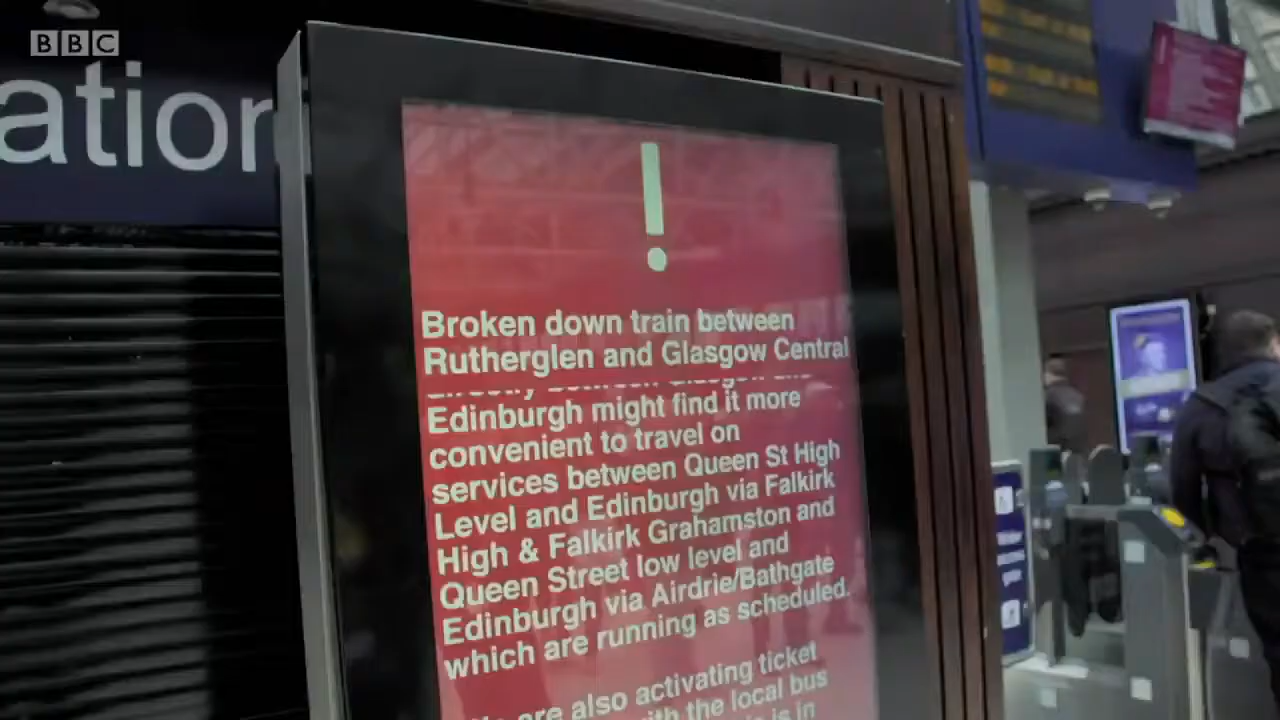 BBC
ation
!
Broken down train between
Rutherglen and Glasgow Central
Edinburgh might find it more
convenient to travel on
services between Queen St High
Level and Edinburgh via Falkirk
High & Falkirk Grahamston and
Queen Street low level and
Edinburgh via Airdrie/Bathgate
which are running as scheduled.
are also activating ticket
with the local bus
is in